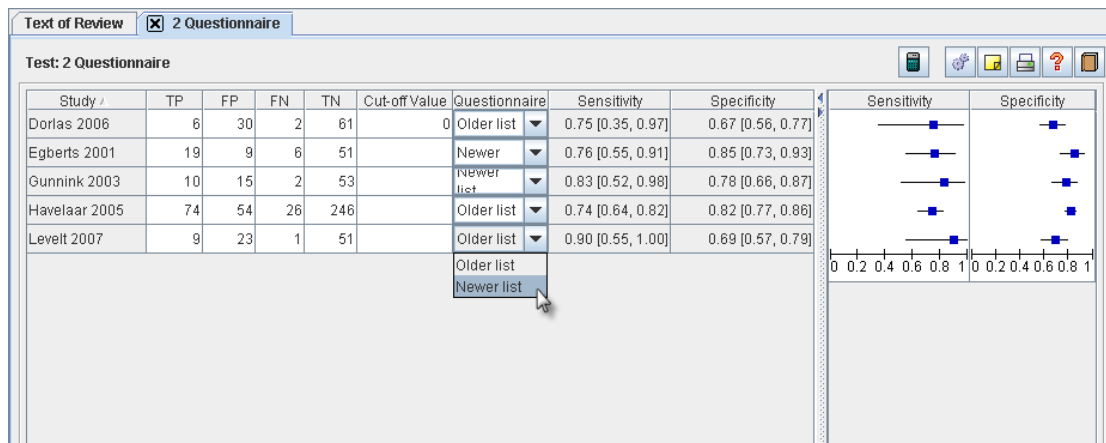 Text of Review 2 Questionnaire
Test: 2 Questionnaire
Study TP FP FN TN Cut-off Value Questionnaire Sensitivity Specificity Sensitivity Specificity
Dorlas 2006 6 30 2 61 0 Older list 0.75 [0.35, 0.97] 0.67 [0.56, 0.77]
Egberts 2001 19 9 6 51 Newer 0.76 [0.55, 0.91] 0.85 [0.73, 0.93]
Gunnink 2003 10 15 2 53 Newer list 0.83 [0.52, 0.98] 0.78 [0.66, 0.87]
Havelaar 2005 74 54 26 246 Older list 0.74 [0.64, 0.82] 0.82 [0.77, 0.86]
Levelt 2007 9 23 1 51 Older list 0.90 [0.55, 1.00] 0.69 [0.57, 0.79]
Older list
Newer list
0 0.2 0.4 0.6 0.8 1 0 0.2 0.4 0.6 0.8 1